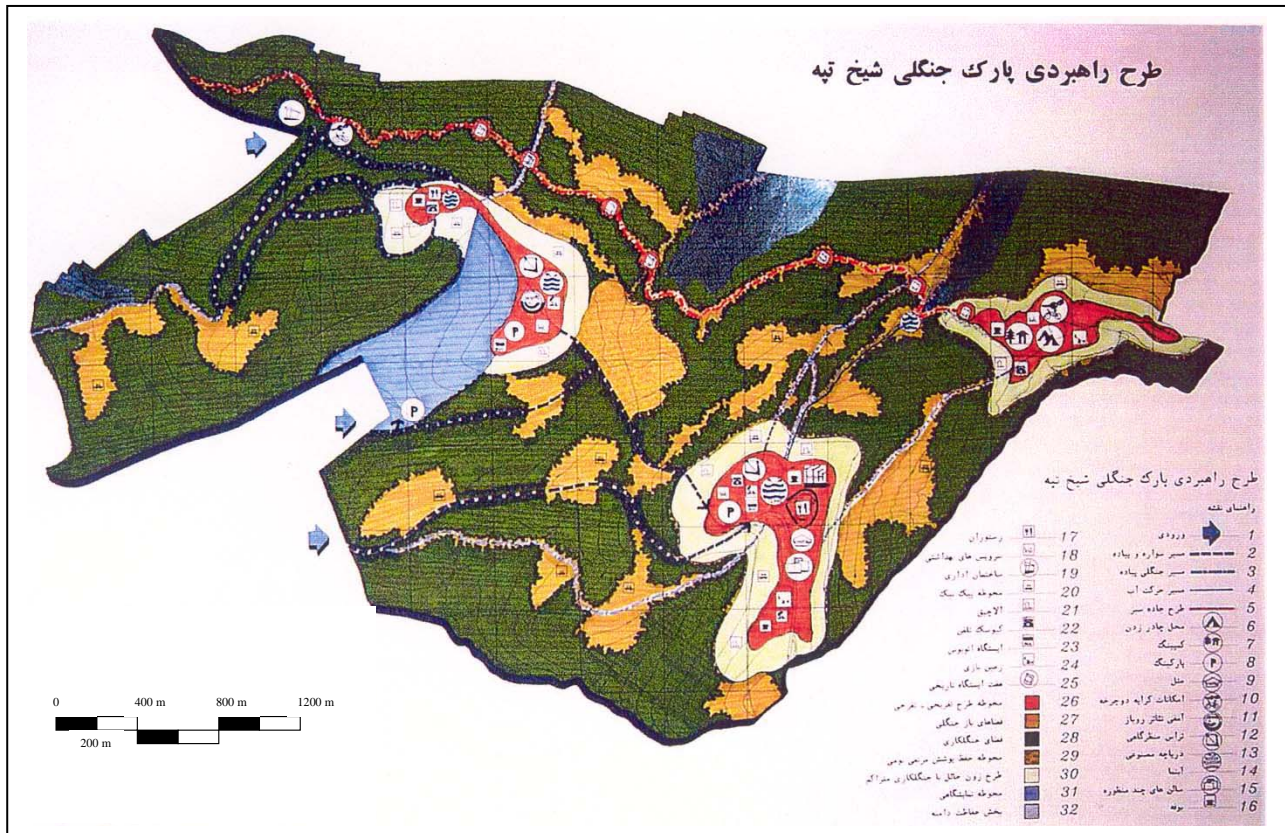 طرح راهبردی پارک جنگلی شیخ تپه
طرح راهبردی پارک جنگلی شیخ تپه
راهنمای نقشه
ورودی 1
مسیر سواره و پیاده 2
مسیر جنگلی پیاده 3
مسیر حرکت آب 4
طرح جاده سبز 5
محل چادر زدن 6
کمپینگ 7
پارکینگ 8
متل 9
امکانات کرایه دوچرخه 10
آمفی تئاتر روباز 11
تراس منظرگاهی 12
دریاچه مصنوعی 13
آبنما 14
سالن های چند منظوره 15
بوفه 16
رستوران 17
سرویس های بهداشتی 18
ساختمان اداری 19
محوطه پیک نیک 20
آلاچیق 21
کیوسک تلفن 22
ایستگاه اتوبوس 23
زمین بازی 24
هفت ایستگاه تاریخی 25
محوطه طرح تفریحی ـ تفرجی 26
فضاهای باز جنگلی 27
فضای جنگلکاری 28
محوطه حفظ پوشش مرتعی بومی 29
طرح زون حائل با جنگلکاری متراکم 30
محوطه نمایشگاهی 31
بخش حفاظت دامنه 32
P
P
P
0 400 m 800 m 1200 m
200 m